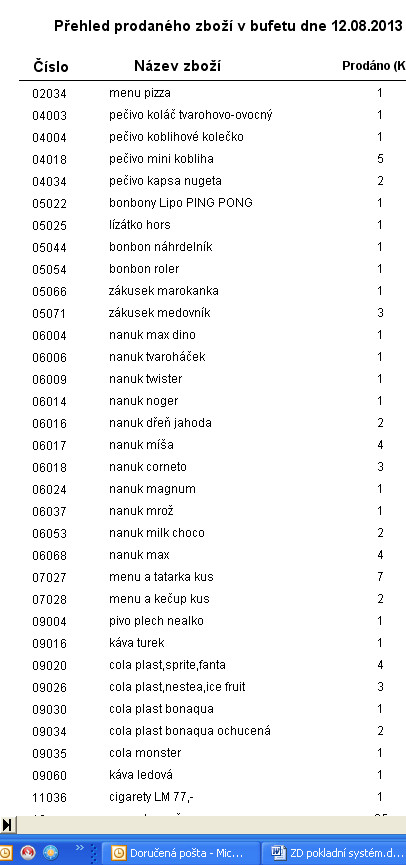 Přehled prodaného zboží v bufetu dne 12.08.2013
Číslo Název zboží Prodáno (K
02034 menu pizza 1
04003 pečivo koláč tvarohovo-ovocný 1
04004 pečivo koblihové kolečko 1
04018 pečivo mini kobliha 5
04034 pečivo kapsa nugeta 2
05022 bonbony Lipo PING PONG 1
05025 lízátko hors 1
05044 bonbon náhrdelník 1
05054 bonbon roler 1
05066 zákusek marokanka 1
05071 zákusek medovník 3
06004 nanuk max dino 1
06006 nanuk tvaroháček 1
06009 nanuk twister 1
06014 nanuk noger 1
06016 nanuk dřeň jahoda 2
06017 nanuk míša 4
06018 nanuk corneto 3
06024 nanuk magnum 1
06037 nanuk mrož 1
06053 nanuk milk choco 2
06068 nanuk max 4
07027 menu a tatarka kus 7
07028 menu a kečup kus 2
09004 pivo plech nealko 1
09016 káva turek 1
09020 cola plast,sprite,fanta 4
09026 cola plast,nestea,ice fruit 3
09030 cola plast bonaqua 1
09034 cola plast bonaqua ochucená 2
09035 cola monster 1
09060 káva ledová 1
11036 cigarety LM 77,- 1
Doručená pošta - Mic... ZD pokladní systém.d...